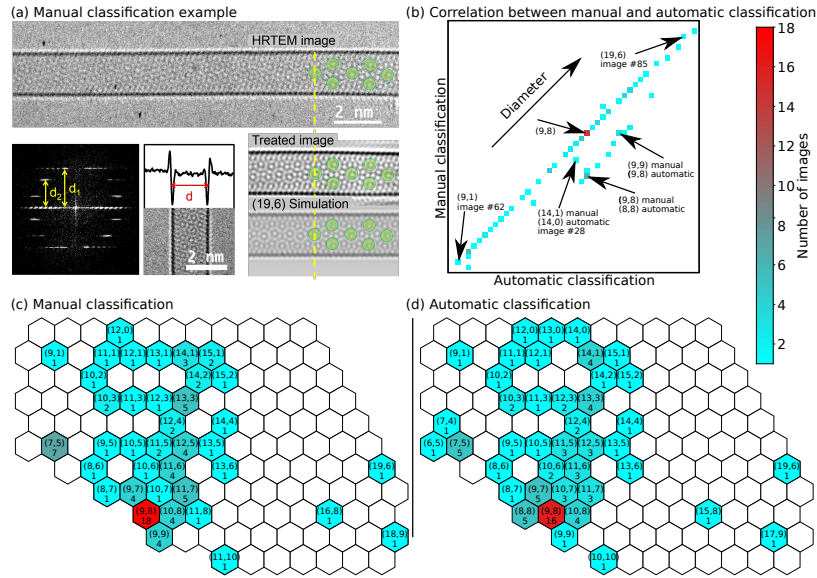 (a) Manual classification example
HRTEM image
2 nm
d₁
d₂
d
2 nm
Treated image
(19,6) Simulation
(b) Correlation between manual and automatic classification
Manual classification
Automatic classification
Diameter
(19,6)
image #85
(9,8)
(9,9) manual
(9,8) automatic
(9,8) manual
(8,8) automatic
(14,1) manual
(14,0) automatic
image #28
(9,1)
image #62
18
16
14
12
10
8
6
4
2
Number of images
(c) Manual classification
(12,0)
1
(9,1) (11,1) (12,1) (13,1) (14,1) (15,1)
1 1 1 1 3 2
(10,2) (14,2) (15,2)
1 2 1
(10,3) (11,3) (12,3) (13,3)
2 1 1 5
(12,4) (14,4)
2 1
(7,5) (9,5) (10,5) (11,5) (12,5) (13,5)
7 1 1 2 4 1
(8,6) (10,6) (11,6) (13,6) (19,6)
1 1 4 1 1
(8,7) (9,7) (10,7) (11,7)
1 4 1 5
(9,8) (10,8) (11,8) (16,8)
18 4 1 1
(9,9) (18,9)
4 1
(11,10)
1
(d) Automatic classification
(12,0) (13,0) (14,0)
1 1 1
(9,1) (11,1) (12,1) (14,1) (15,1)
1 1 1 4 1
(10,2) (14,2) (15,2)
1 2 1
(10,3) (11,3) (12,3) (13,3)
2 1 2 4
(7,4) (12,4) (14,4)
1 2 1
(6,5) (7,5) (9,5) (10,5) (11,5) (12,5) (13,5)
1 5 1 1 3 3 1
(8,6) (10,6) (11,6) (13,6) (19,6)
1 2 3 1 1
(8,7) (9,7) (10,7) (11,7)
1 5 3 3
(8,8) (9,8) (10,8) (15,8)
5 16 4 1
(9,9) (17,9)
1 1
(10,10)
1